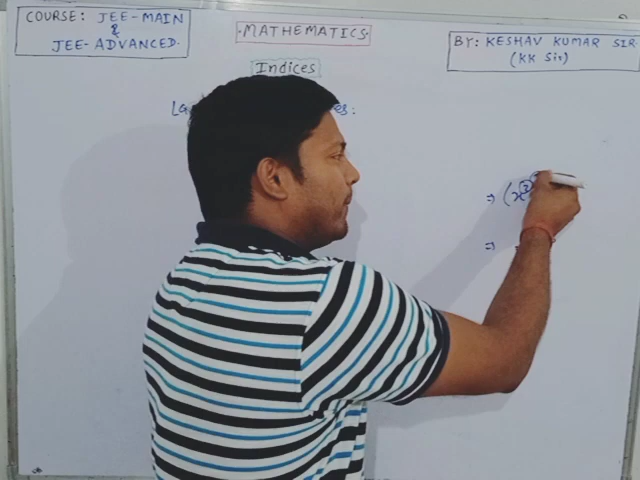 COURSE: JEE-MAIN
&
JEE-ADVANCED.
.MATHEMATICS.
BY: KESHAV KUMAR SIR.
(KK Sir)
Indices
⇒ (x
⇒